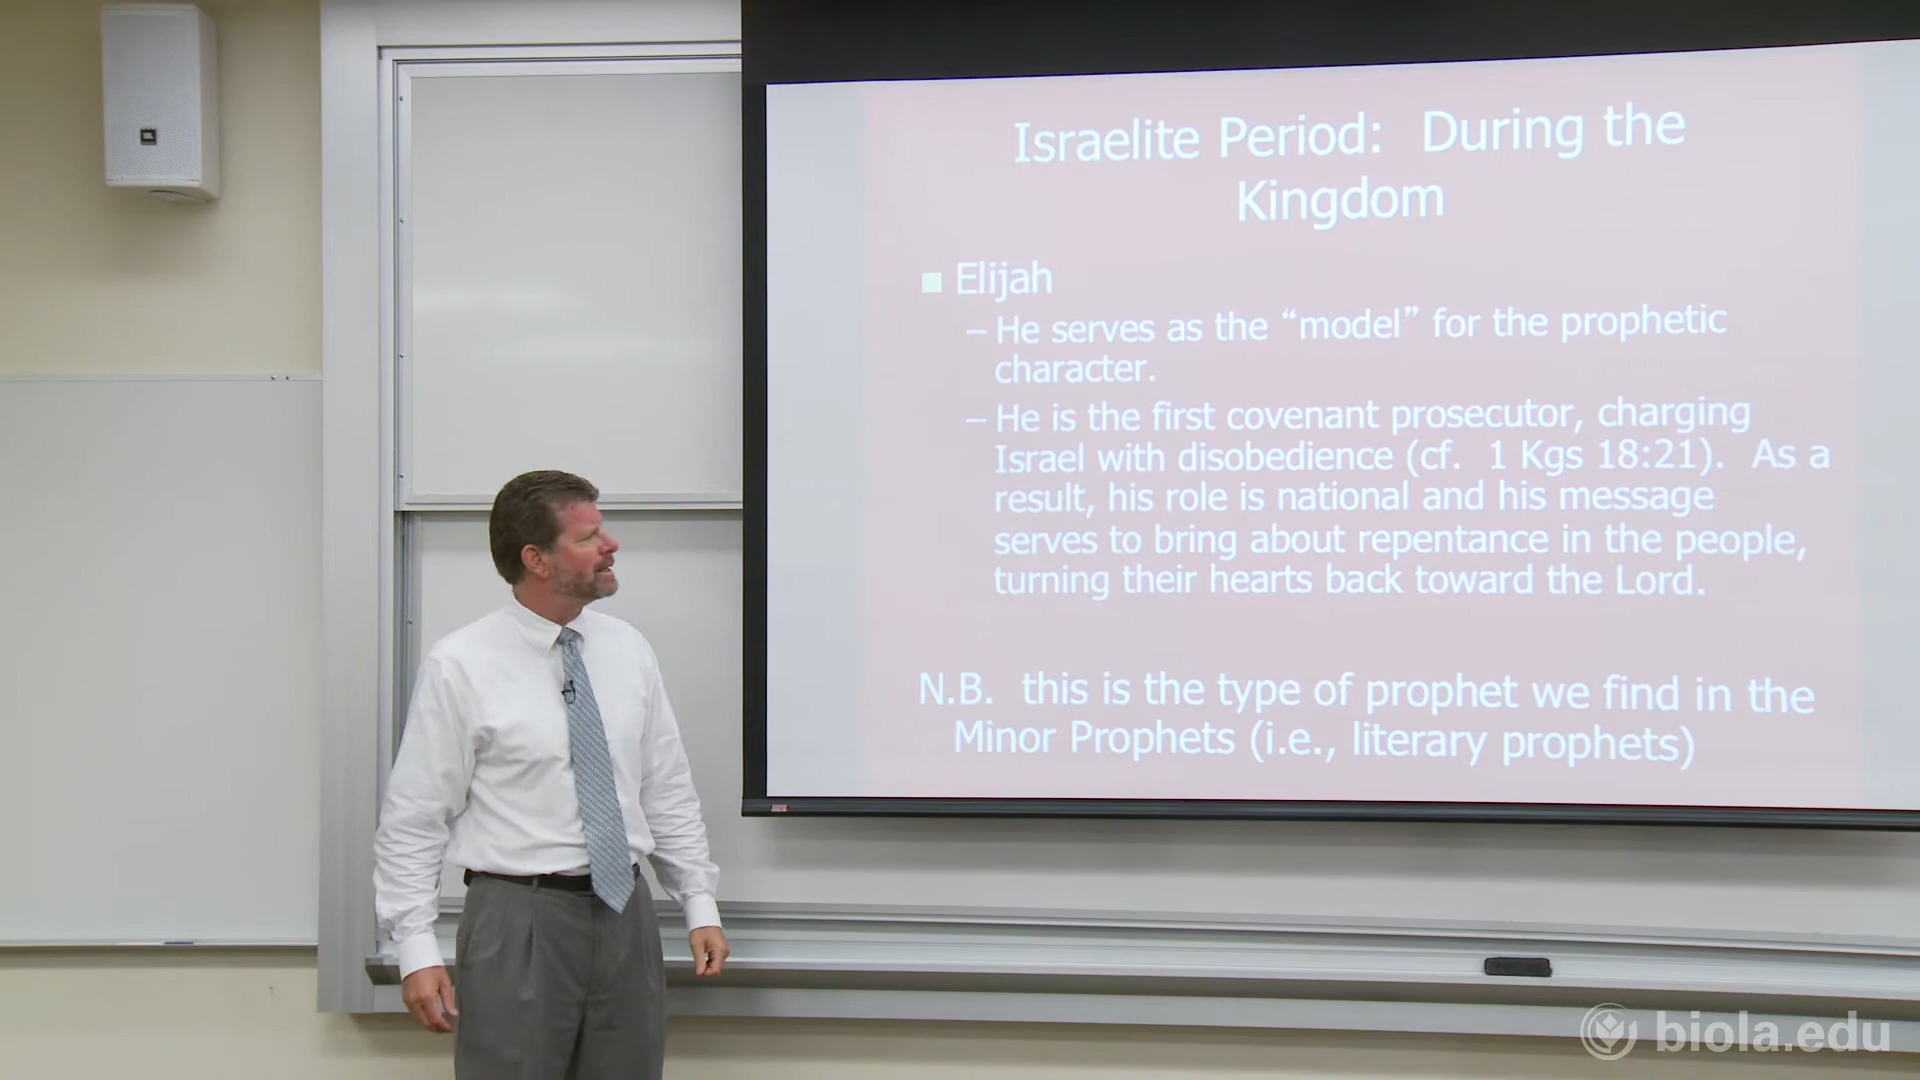 Israelite Period:  During the
Kingdom
Elijah
– He serves as the “model” for the prophetic
character.
– He is the first covenant prosecutor, charging
Israel with disobedience (cf.  1 Kgs 18:21).  As a
result, his role is national and his message
serves to bring about repentance in the people,
turning their hearts back toward the Lord.
N.B.  this is the type of prophet we find in the
Minor Prophets (i.e., literary prophets)
JBL
biola.edu